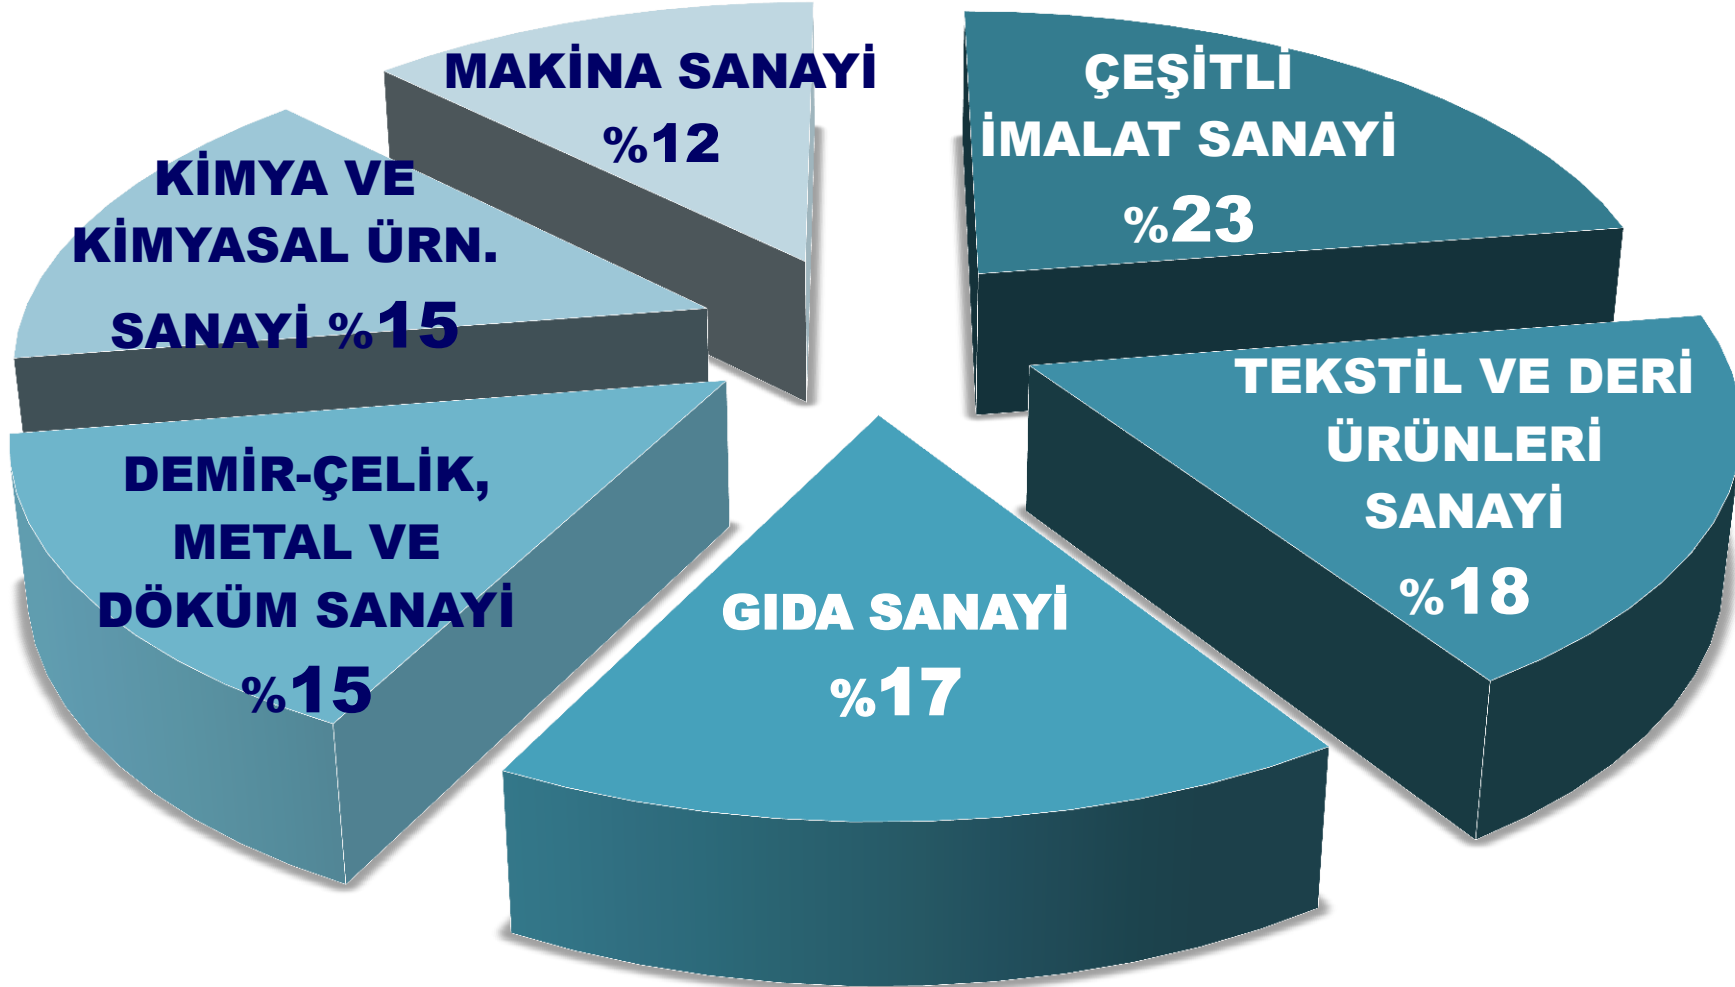 MAKİNA SANAYİ
%12
ÇEŞİTLİ
İMALAT SANAYİ
%23
KİMYA VE
KİMYASAL ÜRN.
SANAYİ %15
TEKSTİL VE DERİ
ÜRÜNLERİ
SANAYİ
%18
DEMİR-ÇELİK,
METAL VE
DÖKÜM SANAYİ
%15
GIDA SANAYİ
%17